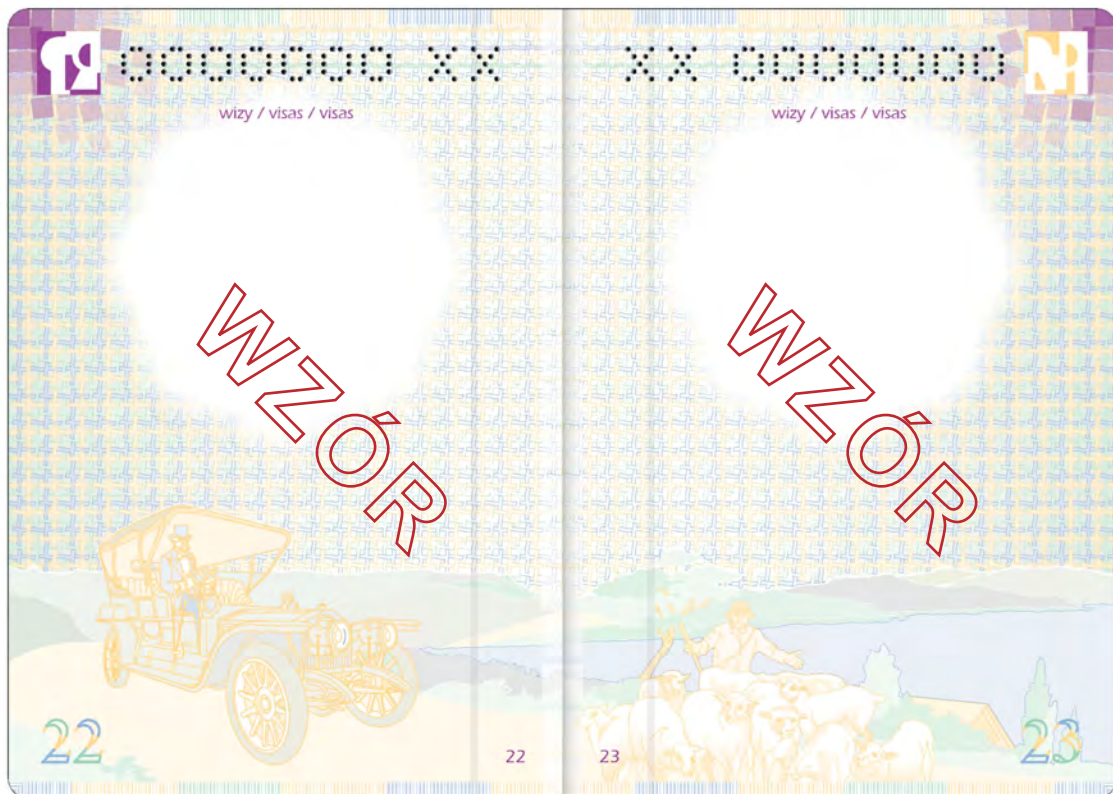 0000000 XX
wizy / visas / visas
WZÓR
22
22
XX 0000000
wizy / visas / visas
WZÓR
23
23